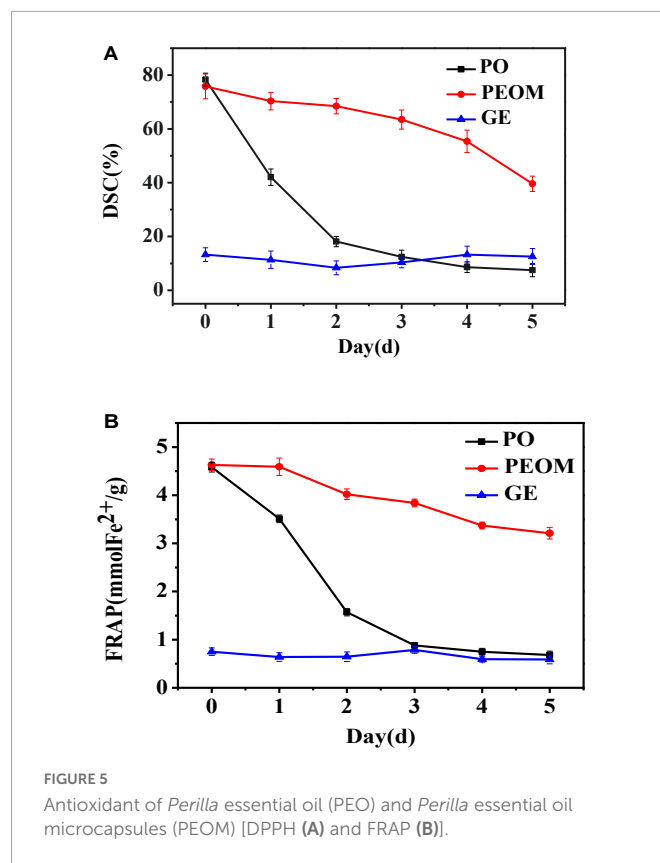 A
PO
PEOM
GE
80
60
40
20
0
DSC(%)
0 1 2 3 4 5
Day(d)
B
PO
PEOM
GE
5
4
3
2
1
0
FRAP(mmolFe²⁺/g)
0 1 2 3 4 5
Day(d)
FIGURE 5
Antioxidant of Perilla essential oil (PEO) and Perilla essential oil
microcapsules (PEOM) [DPPH (A) and FRAP (B)].